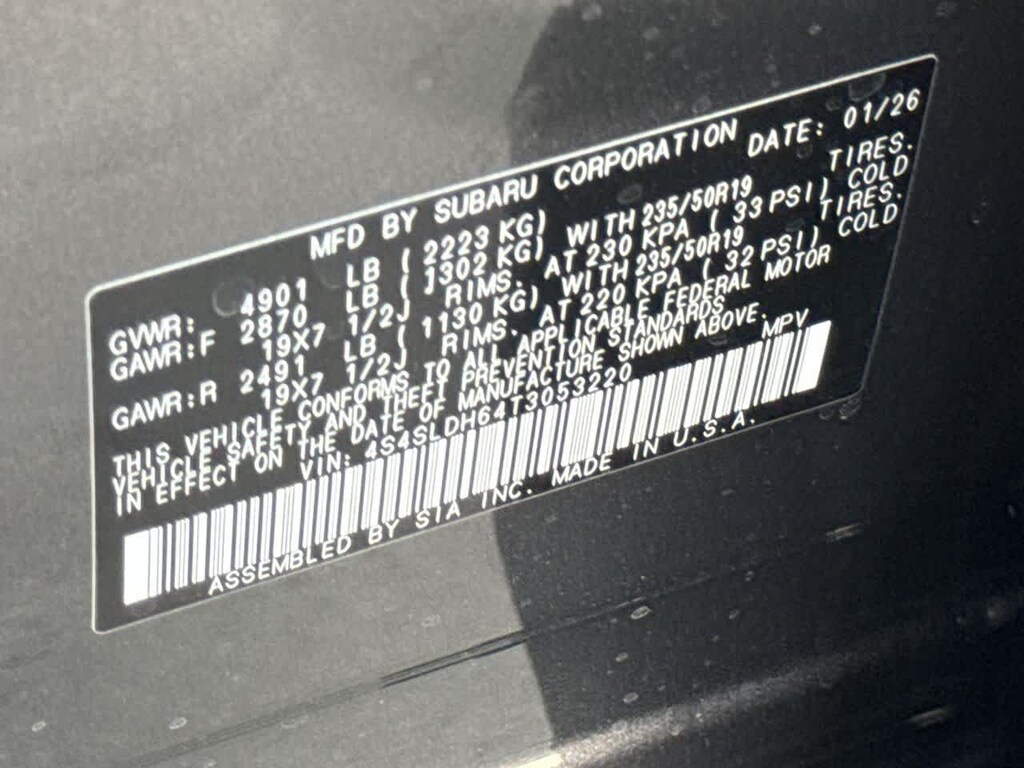 MFD BY SUBARU CORPORATION DATE: 01/26
GVWR: 4901 LB ( 2223 KG)
GAWR:F 2870 LB ( 1302 KG) WITH 235/50R19 TIRES.
19X7 1/2J RIMS. AT 230 KPA ( 33 PSI) COLD
GAWR:R 2491 LB ( 1130 KG) WITH 235/50R19 TIRES.
19X7 1/2J RIMS. AT 220 KPA ( 32 PSI) COLD
THIS VEHICLE CONFORMS TO ALL APPLICABLE FEDERAL MOTOR
VEHICLE SAFETY AND THEFT PREVENTION STANDARDS
IN EFFECT ON THE DATE OF MANUFACTURE SHOWN ABOVE.
VIN: 4S4SLDH64T3053220 MPV
ASSEMBLED BY SIA INC. MADE IN U.S.A.